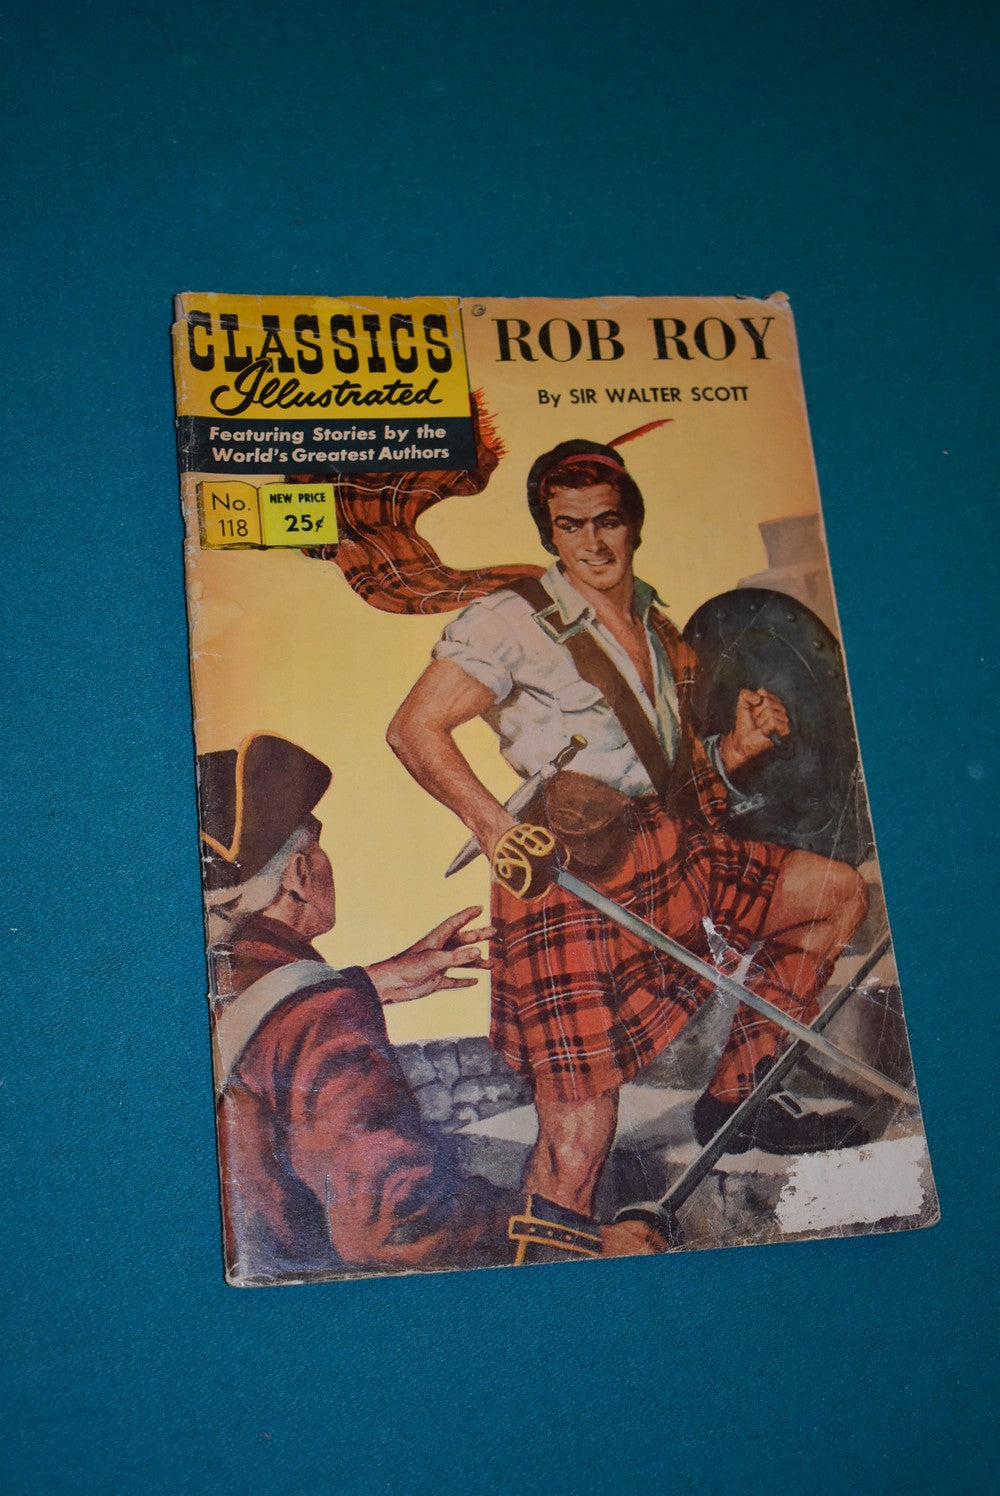 CLASSICS
Illustrated
Featuring Stories by the
World's Greatest Authors
No.
118
NEW PRICE
25¢
ROB ROY
By SIR WALTER SCOTT